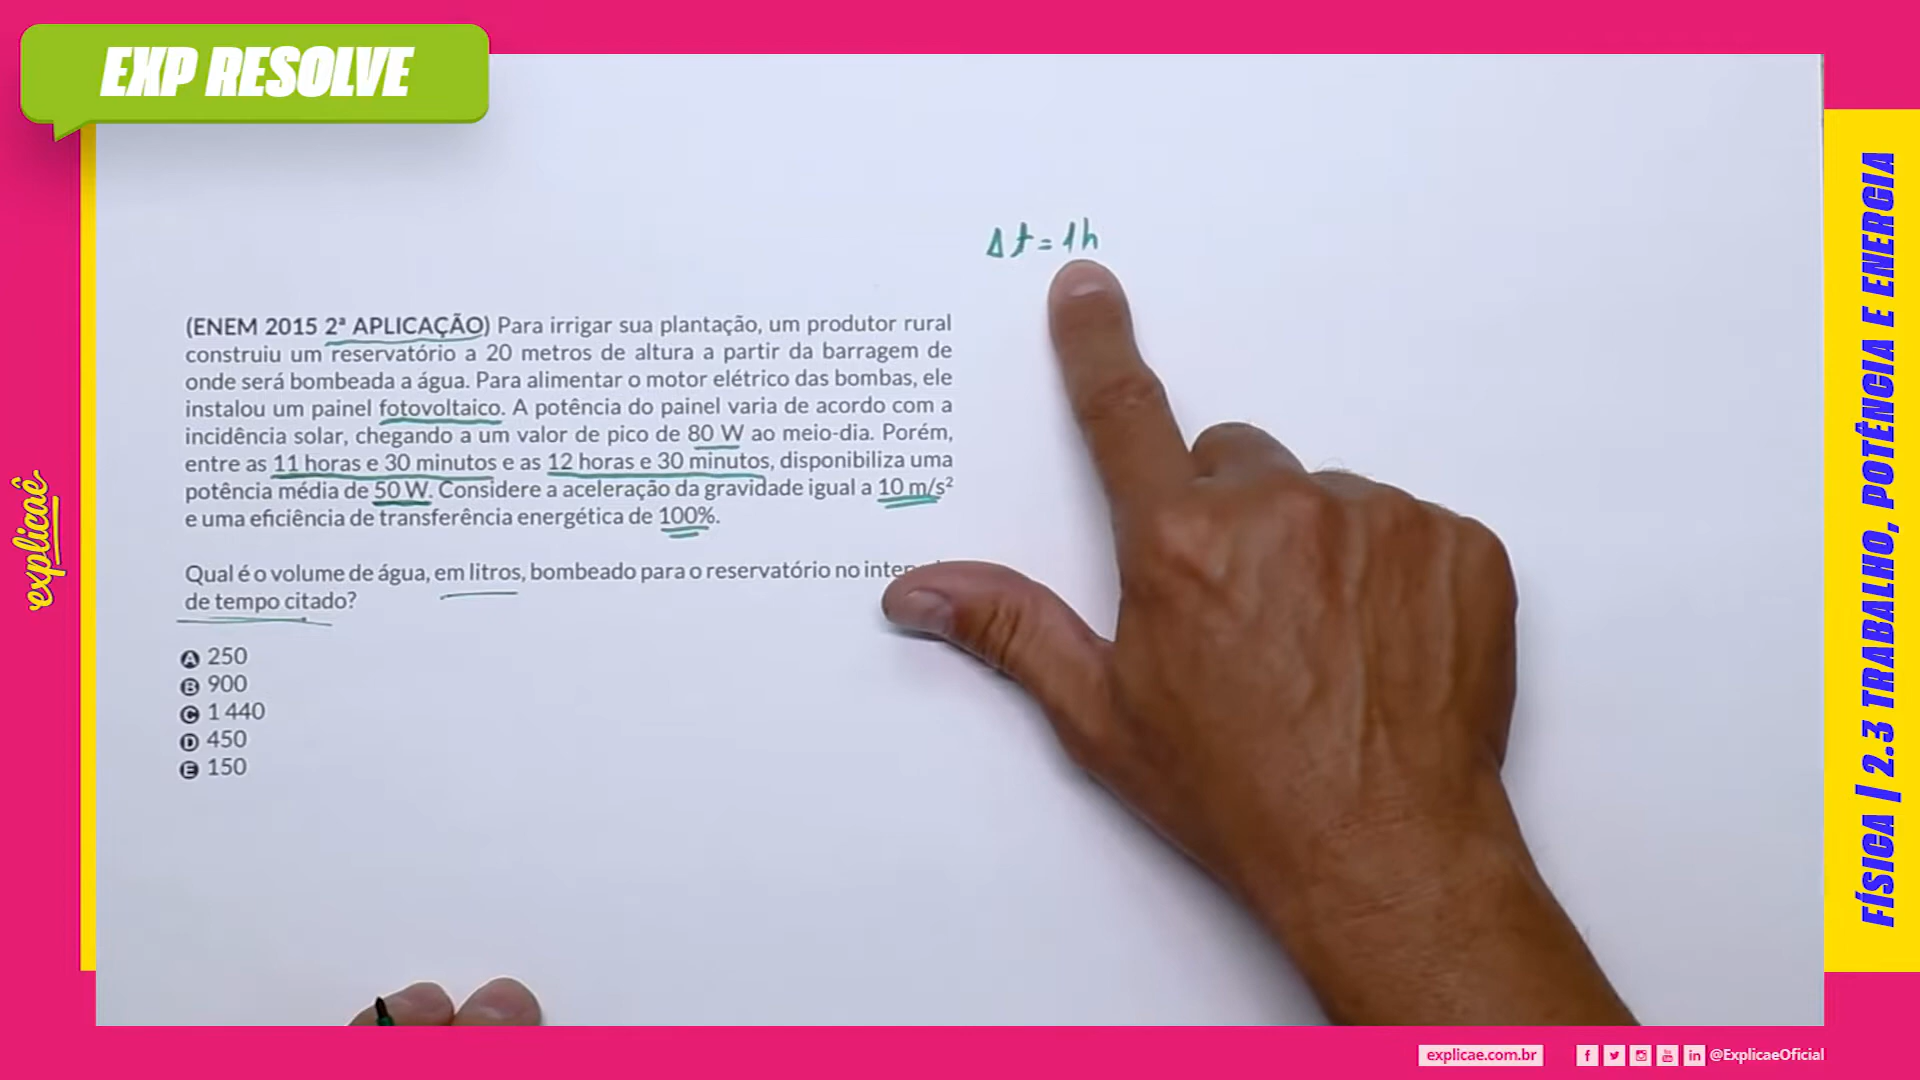 EXP RESOLVE
Δt = 1h
(ENEM 2015 2ª APLICAÇÃO) Para irrigar sua plantação, um produtor rural
construiu um reservatório a 20 metros de altura a partir da barragem de
onde será bombeada a água. Para alimentar o motor elétrico das bombas, ele
instalou um painel fotovoltaico. A potência do painel varia de acordo com a
incidência solar, chegando a um valor de pico de 80 W ao meio-dia. Porém,
entre as 11 horas e 30 minutos e as 12 horas e 30 minutos, disponibiliza uma
potência média de 50 W. Considere a aceleração da gravidade igual a 10 m/s²
e uma eficiência de transferência energética de 100%.
Qual é o volume de água, em litros, bombeado para o reservatório no
de tempo citado?
A 250
B 900
C 1 440
D 450
E 150
explicaê
FÍSICA | 2.3 TRABALHO, POTÊNCIA E ENERGIA
explicae.com.br
@ExplicaeOficial